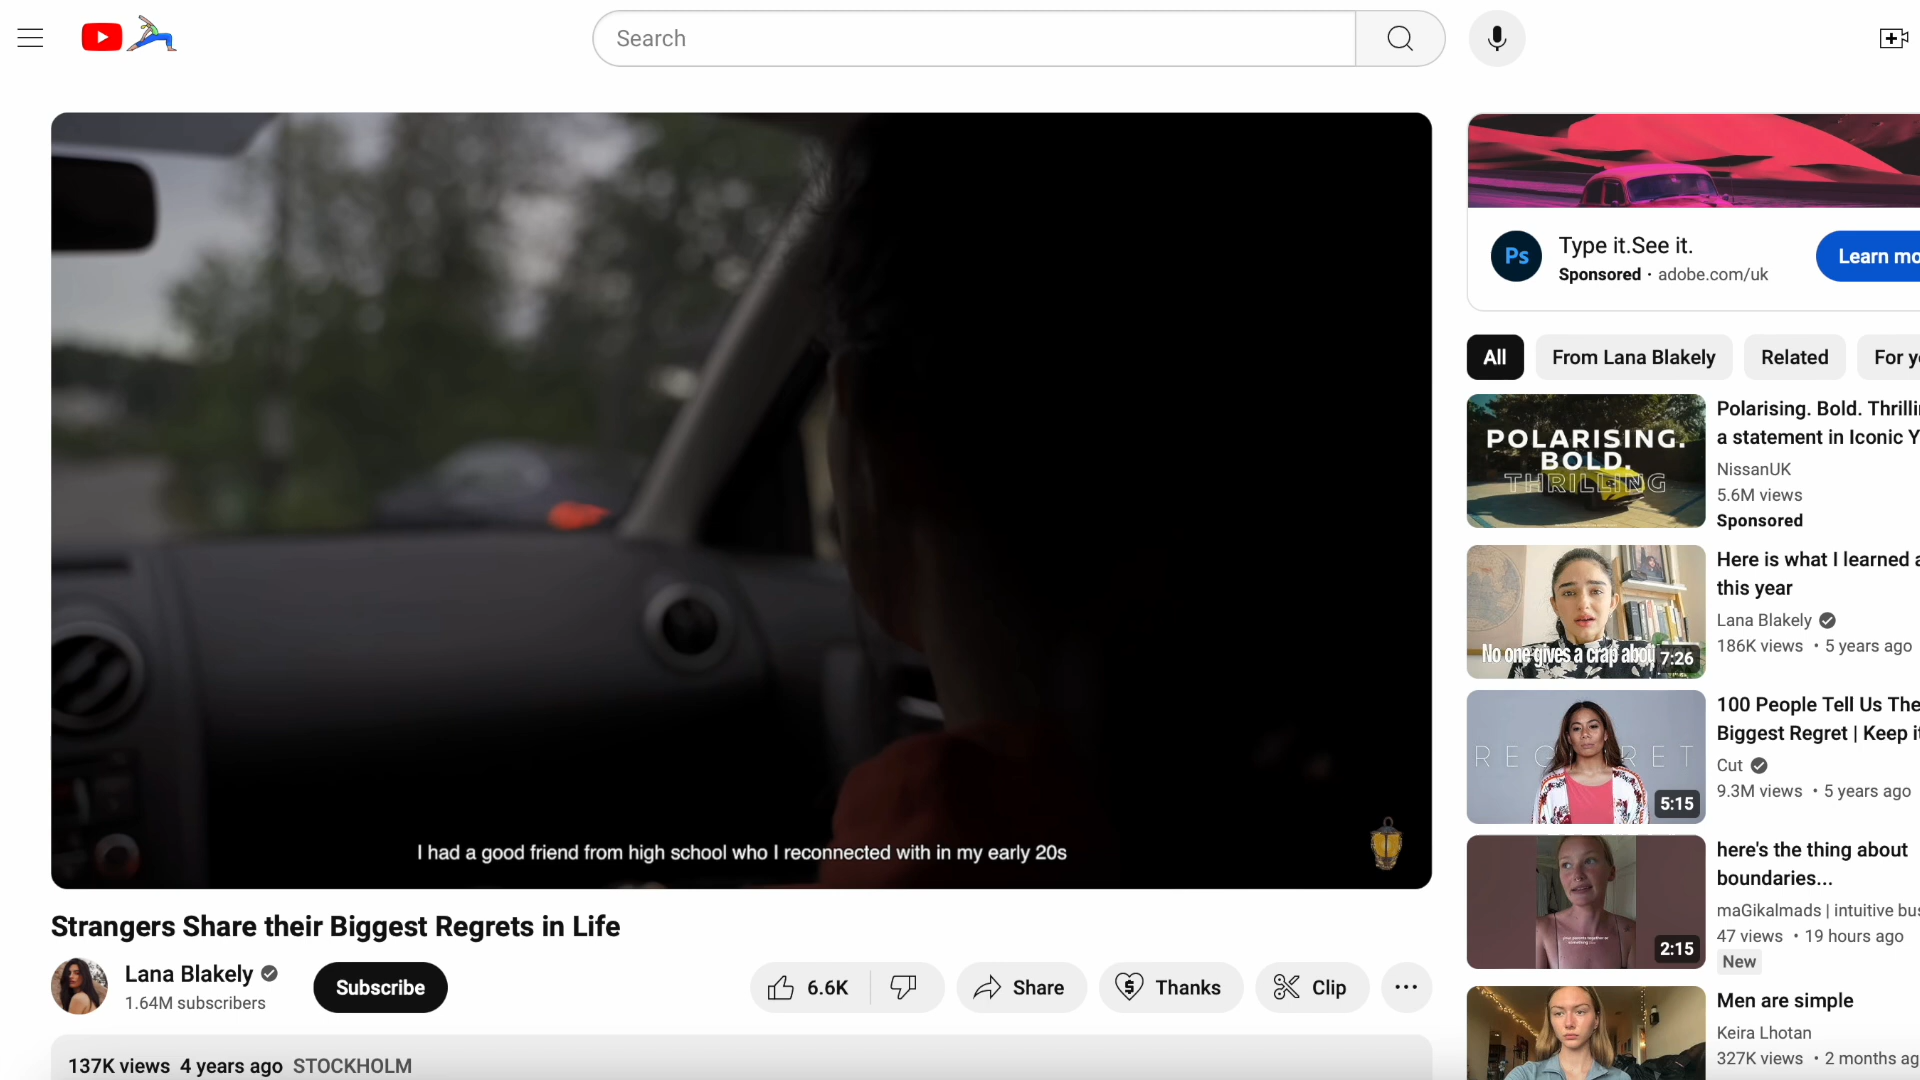 Search
I had a good friend from high school who I reconnected with in my early 20s
Strangers Share their Biggest Regrets in Life
Lana Blakely
1.64M subscribers
Subscribe
6.6K
Share
Thanks
Clip
137K views 4 years ago STOCKHOLM
Ps
Type it.See it.
Sponsored · adobe.com/uk
Learn mo
All
From Lana Blakely
Related
For y
POLARISING.
BOLD.
THRILLING
Polarising. Bold. Thrilli
a statement in Iconic Y
NissanUK
5.6M views
Sponsored
No one gives a crap abou
7:26
Here is what I learned a
this year
Lana Blakely
186K views • 5 years ago
REGRET
5:15
100 People Tell Us The
Biggest Regret | Keep it
Cut
9.3M views • 5 years ago
2:15
here's the thing about
boundaries...
maGikalmads | intuitive bus
47 views • 19 hours ago
New
Men are simple
Keira Lhotan
327K views • 2 months ag